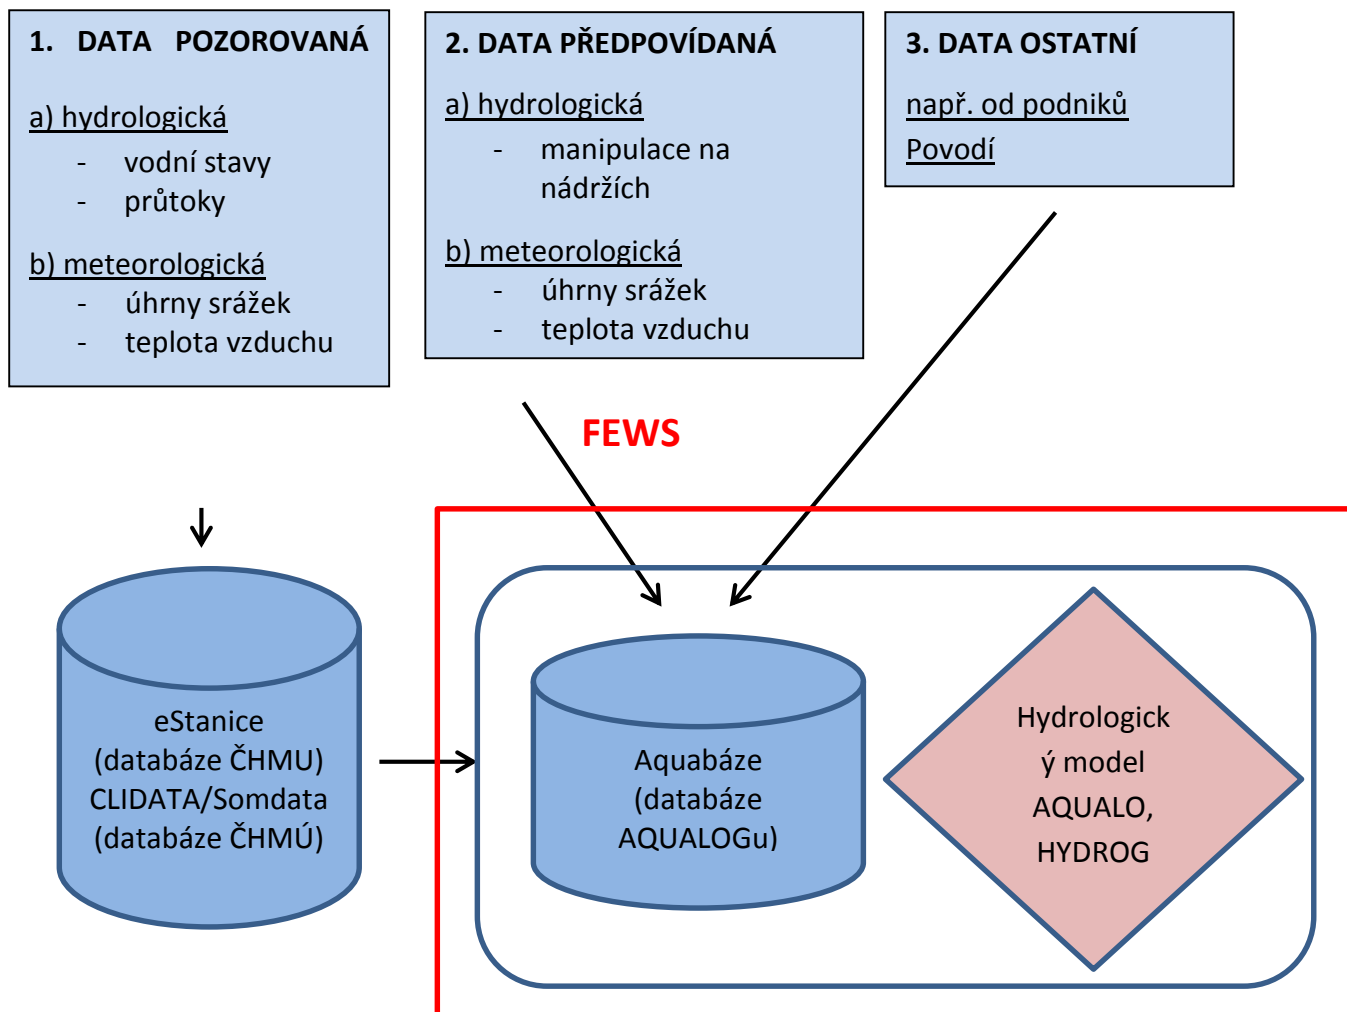 1. DATA POZOROVANÁ
a) hydrologická
- vodní stavy
- průtoky
b) meteorologická
- úhrny srážek
- teplota vzduchu
2. DATA PŘEDPOVÍDANÁ
a) hydrologická
- manipulace na
nádržích
b) meteorologická
- úhrny srážek
- teplota vzduchu
3. DATA OSTATNÍ
např. od podniků
Povodí
FEWS
eStanice
(databáze ČHMU)
CLIDATA/Somdata
(databáze ČHMÚ)
Aquabáze
(databáze
AQUALOGu)
Hydrologick
ý model
AQUALO,
HYDROG